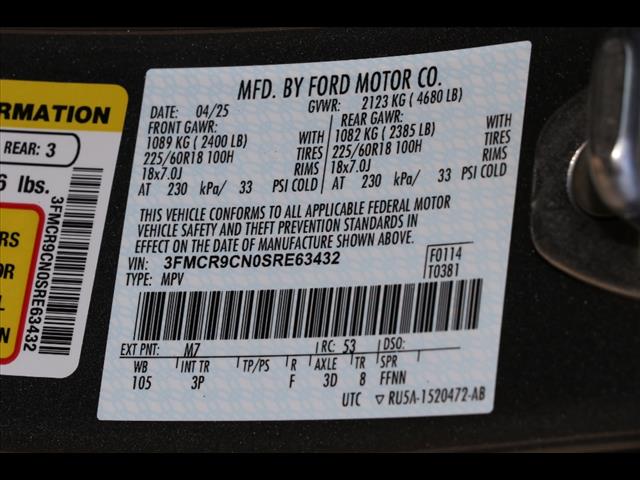 ORMATION
REAR: 3
6 lbs.
RS
OR
L
N
3FMCR9CN0SRE63432
MFD. BY FORD MOTOR CO.
DATE: 04/25 GVWR: 2123 KG ( 4680 LB)
FRONT GAWR: REAR GAWR:
1089 KG ( 2400 LB) WITH 1082 KG ( 2385 LB) WITH
225/60R18 100H TIRES 225/60R18 100H TIRES
18x7.0J RIMS 18x7.0J RIMS
AT 230 kPa/ 33 PSI COLD AT 230 kPa/ 33 PSI COLD
THIS VEHICLE CONFORMS TO ALL APPLICABLE FEDERAL MOTOR
VEHICLE SAFETY AND THEFT PREVENTION STANDARDS IN
EFFECT ON THE DATE OF MANUFACTURE SHOWN ABOVE.
VIN: 3FMCR9CN0SRE63432 F0114
TYPE: MPV T0381
EXT PNT: M7 RC: 53 DSO:
WB INT TR TP/PS R AXLE TR SPR
105 3P F 3D 8 FFNN
UTC ▽ RU5A-1520472-AB